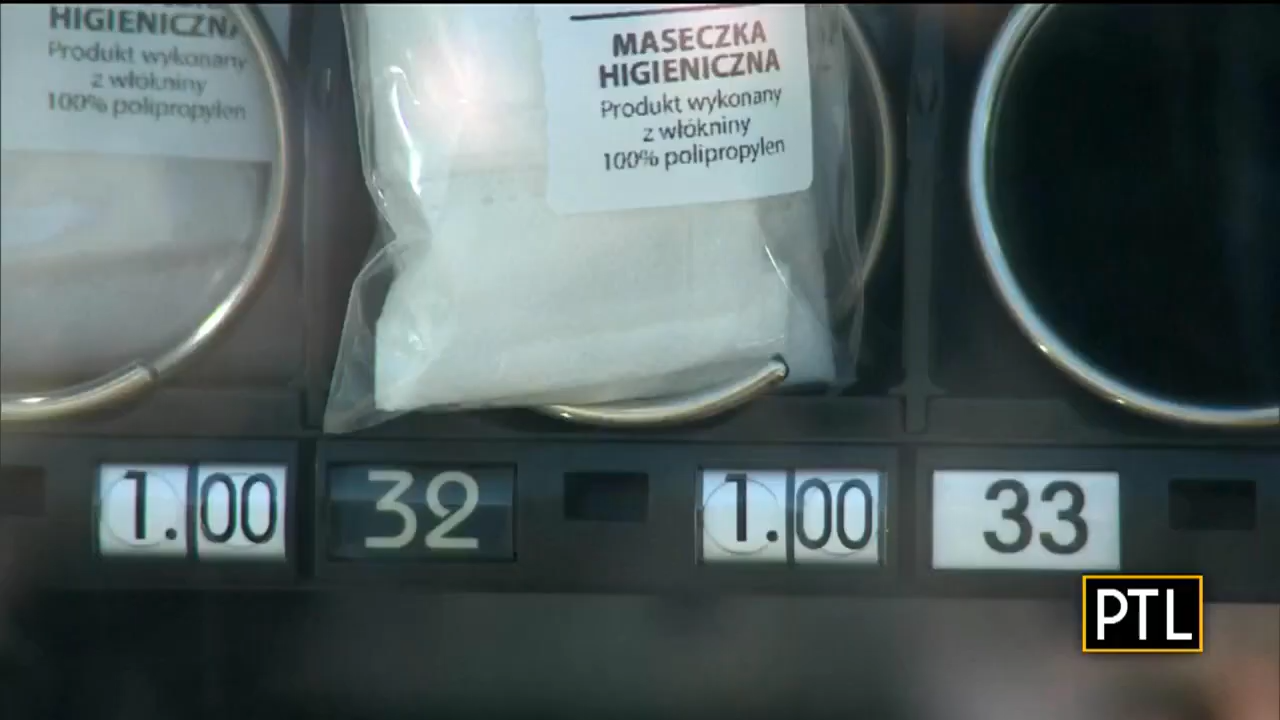 HIGIENICZNA
Produkt wykonany
z włókniny
100% polipropylen
MASECZKA
HIGIENICZNA
Produkt wykonany
z włókniny
100% polipropylen
1.00
32
1.00
33
PTL